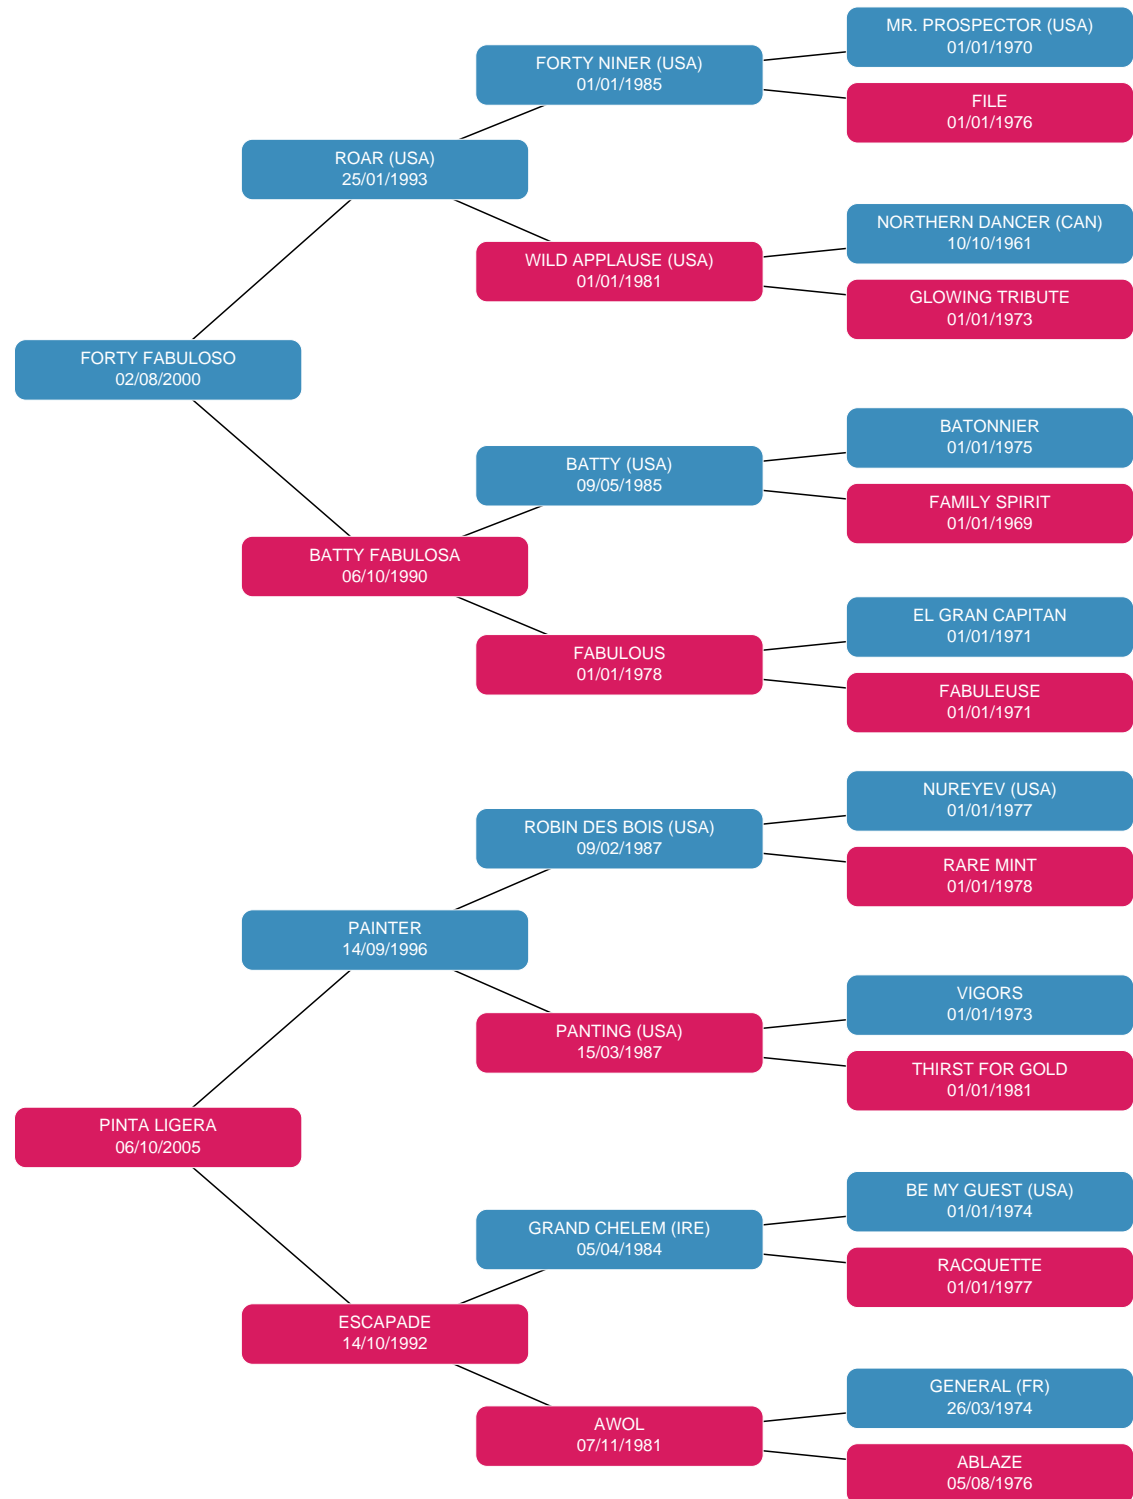 MR. PROSPECTOR (USA)
01/01/1970
FORTY NINER (USA)
01/01/1985
FILE
01/01/1976
ROAR (USA)
25/01/1993
NORTHERN DANCER (CAN)
10/10/1961
WILD APPLAUSE (USA)
01/01/1981
GLOWING TRIBUTE
01/01/1973
FORTY FABULOSO
02/08/2000
BATONNIER
01/01/1975
BATTY (USA)
09/05/1985
FAMILY SPIRIT
01/01/1969
BATTY FABULOSA
06/10/1990
EL GRAN CAPITAN
01/01/1971
FABULOUS
01/01/1978
FABULEUSE
01/01/1971
NUREYEV (USA)
01/01/1977
ROBIN DES BOIS (USA)
09/02/1987
RARE MINT
01/01/1978
PAINTER
14/09/1996
VIGORS
01/01/1973
PANTING (USA)
15/03/1987
THIRST FOR GOLD
01/01/1981
PINTA LIGERA
06/10/2005
BE MY GUEST (USA)
01/01/1974
GRAND CHELEM (IRE)
05/04/1984
RACQUETTE
01/01/1977
ESCAPADE
14/10/1992
GENERAL (FR)
26/03/1974
AWOL
07/11/1981
ABLAZE
05/08/1976